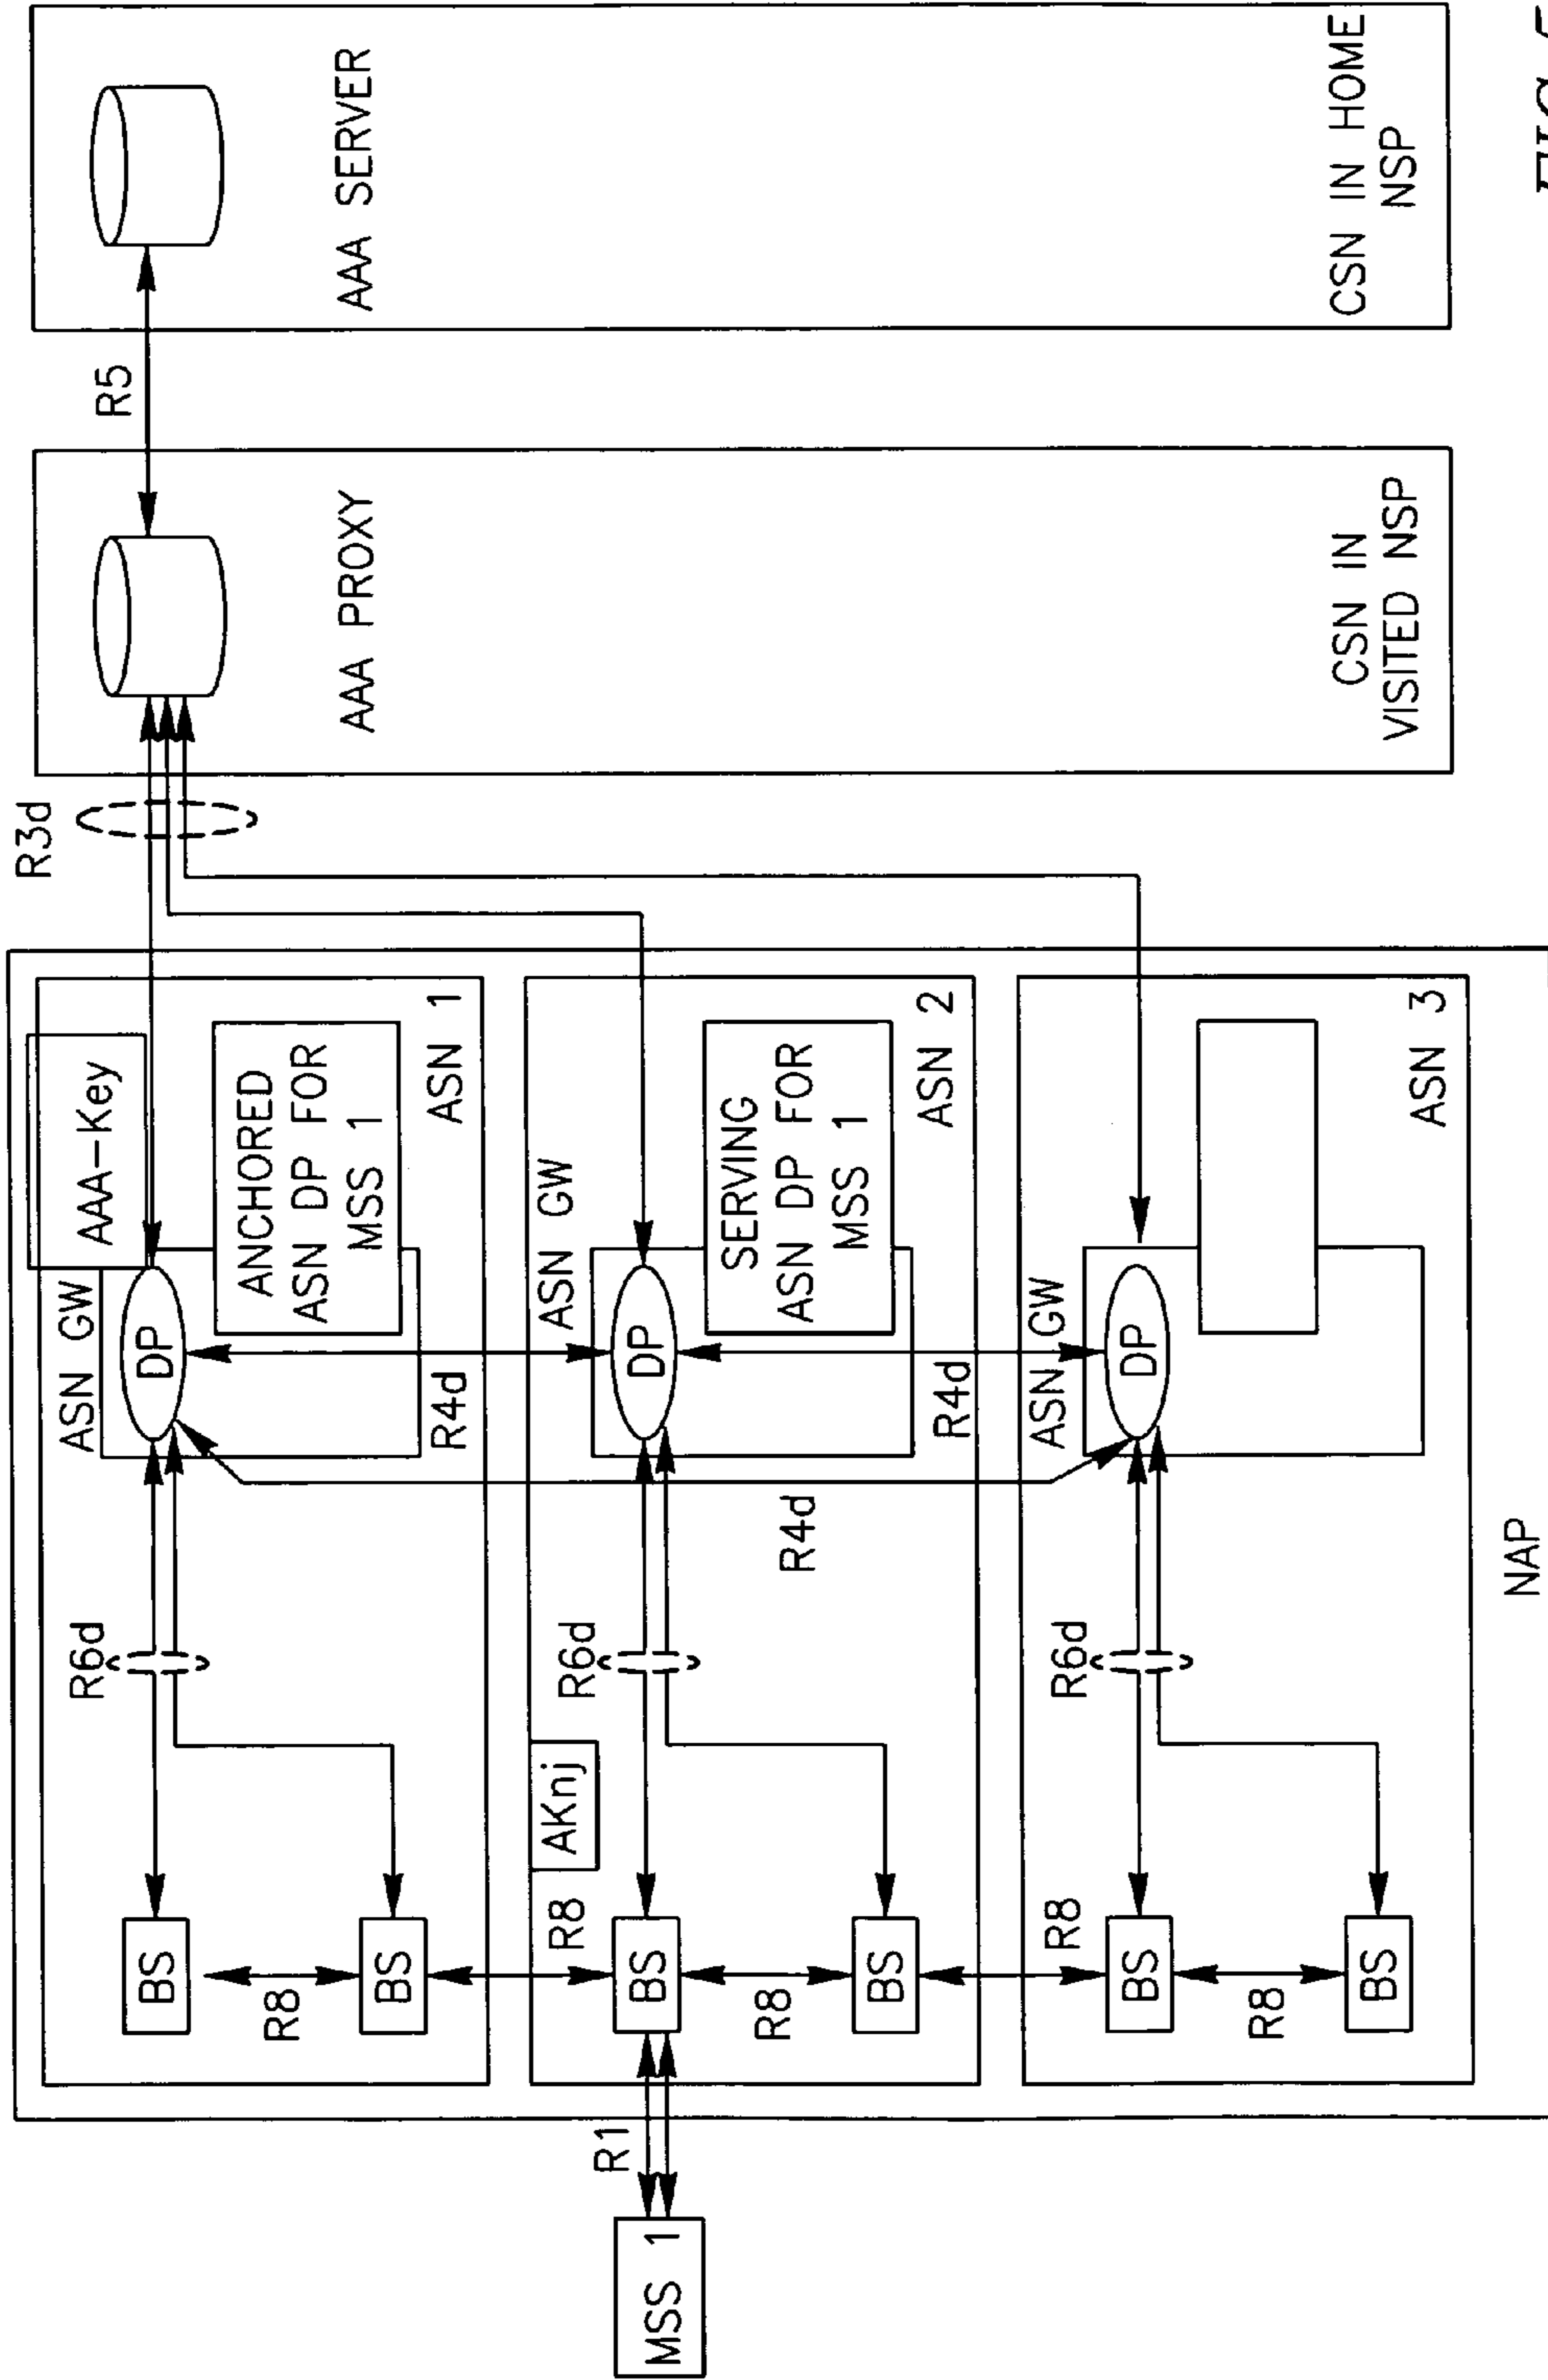 MSS 1
R1
NAP
ASN 1
BS
R8
BS
R6d
ASN GW
DP
AAA-Key
ANCHORED
ASN DP FOR
MSS 1
R4d
R8
ASN 2
AKnj
BS
R8
BS
R6d
ASN GW
DP
SERVING
ASN DP FOR
MSS 1
R4d
R4d
R8
ASN 3
BS
R8
BS
R6d
ASN GW
DP
R3d
AAA PROXY
CSN IN
VISITED NSP
R5
AAA SERVER
CSN IN HOME
NSP